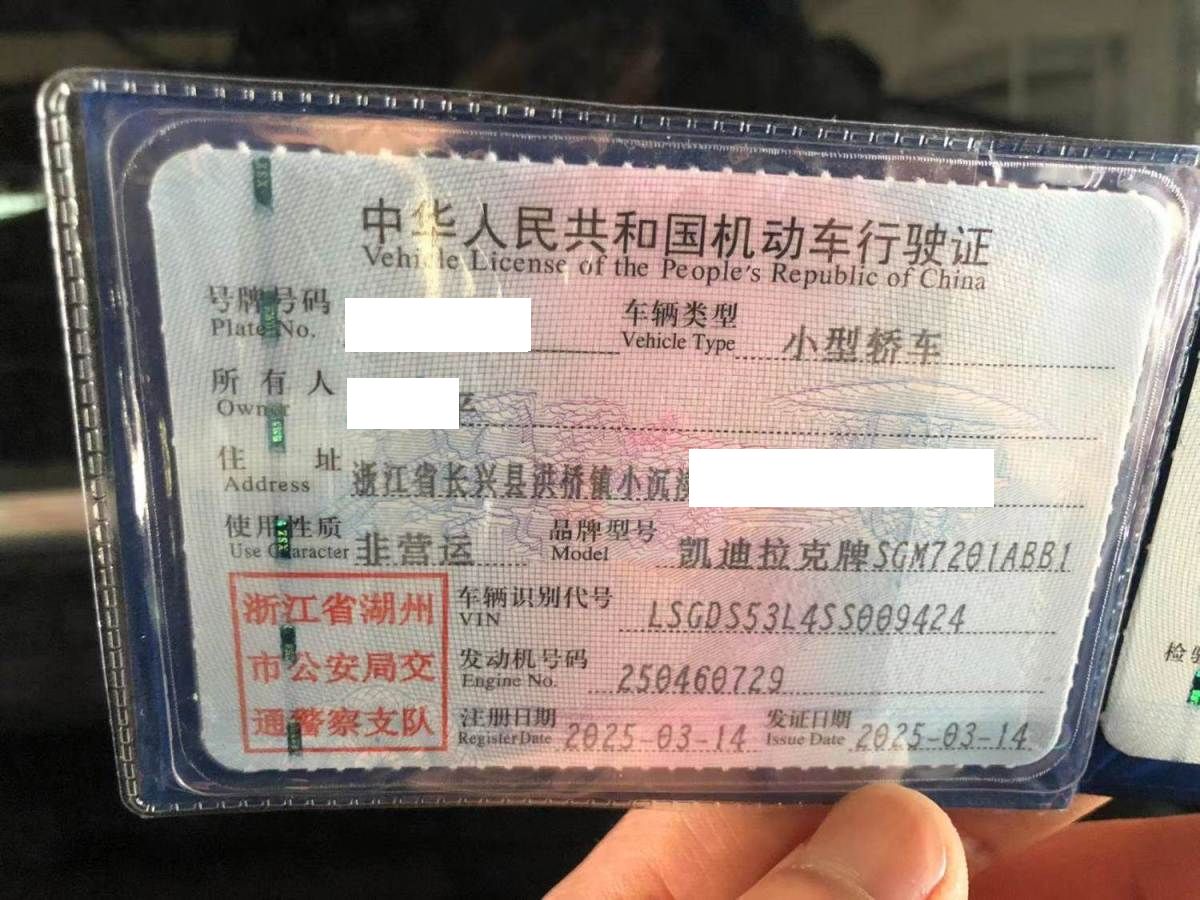 中华人民共和国机动车行驶证
Vehicle License of the People's Republic of China
号牌号码 车辆类型 小型轿车
Plate No. Vehicle Type
所有人
Owner
住址 浙江省长兴县洪桥镇小沉
Address
使用性质 非营运 品牌型号 凯迪拉克牌SGM7201ABB1
Use Character Model
浙江省湖州
市公安局交
通警察支队
车辆识别代号 LSGDS53L4SS009424
VIN
发动机号码 250460729
Engine No.
注册日期 2025-03-14 发证日期 2025-03-14
Register Date Issue Date
检验